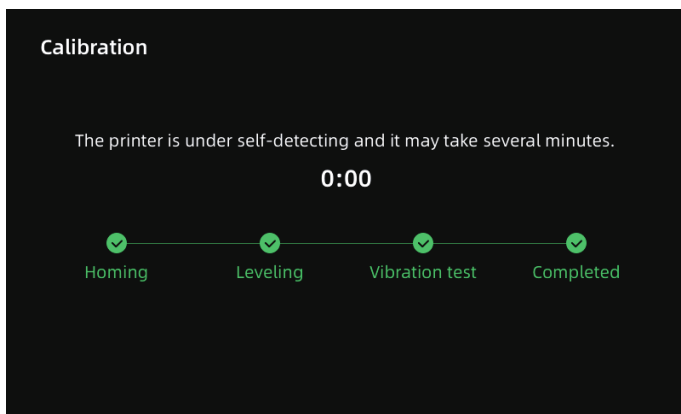 Calibration
The printer is under self-detecting and it may take several minutes.
0:00
Homing Leveling Vibration test Completed